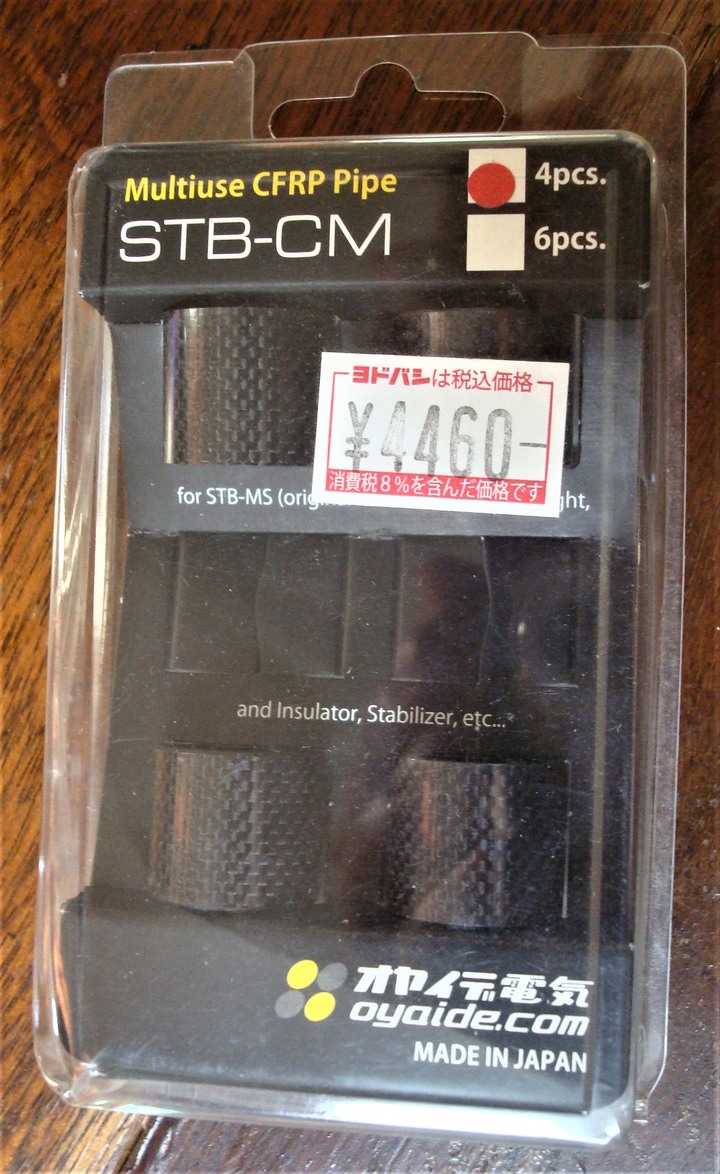 Multiuse CFRP Pipe
STB-CM
4pcs.
6pcs.
ヨドバシは税込価格
¥4460-
消費税8%を含んだ価格です
for STB-MS
and Insulator, Stabilizer, etc...
オヤイデ電気
oyaide.com
MADE IN JAPAN